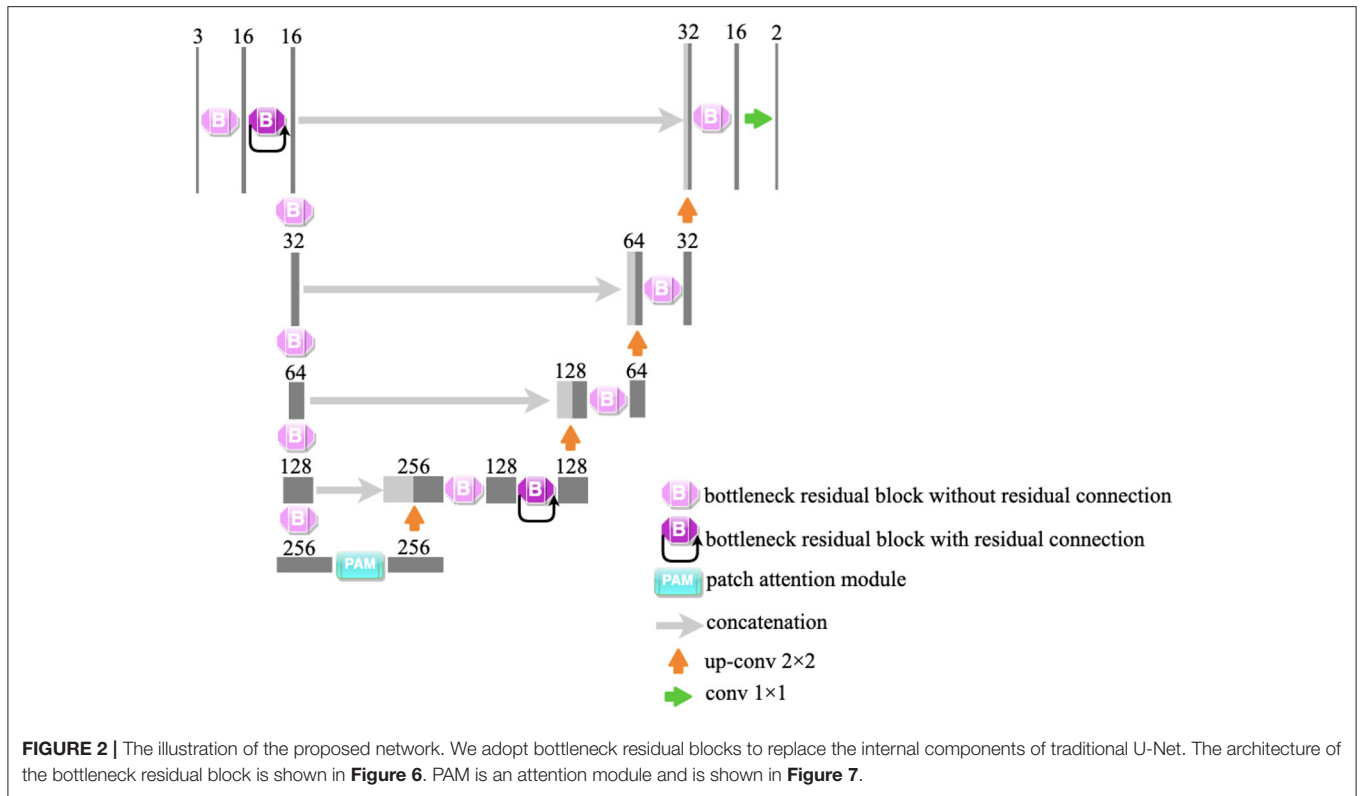 3 16 16 32 16 2
B B B
B
32 64 32
B
B
64 128 64
B
B
128 256 128 128
B B
B
256 256
PAM
B bottleneck residual block without residual connection
B bottleneck residual block with residual connection
PAM patch attention module
concatenation
up-conv 2×2
conv 1×1
FIGURE 2 | The illustration of the proposed network. We adopt bottleneck residual blocks to replace the internal components of traditional U-Net. The architecture of
the bottleneck residual block is shown in Figure 6. PAM is an attention module and is shown in Figure 7.